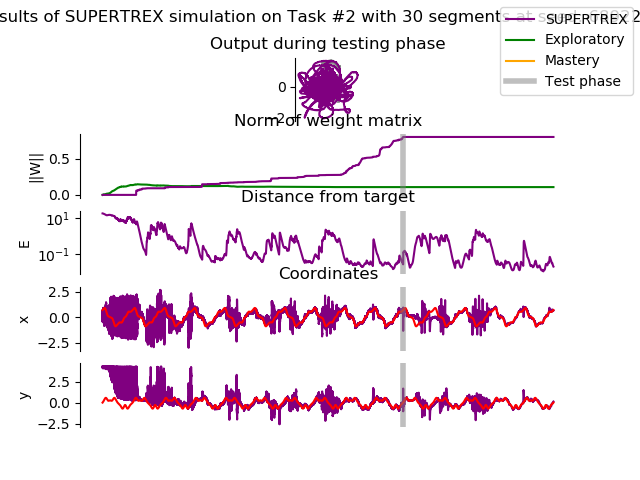 sults of SUPERTREX simulation on Task #2 with 30 segments at
SUPERTREX
Exploratory
Mastery
Test phase
Output during testing phase
0
−2
Norm of weight matrix
||W||
0.5
0.0
Distance from target
E
10¹
10⁻¹
Coordinates
x
2.5
0.0
−2.5
y
2.5
0.0
−2.5